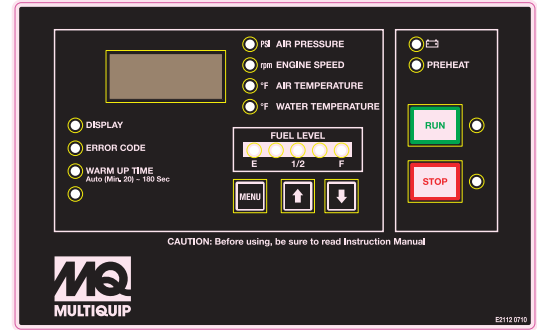 PSI AIR PRESSURE
rpm ENGINE SPEED
°F AIR TEMPERATURE
°F WATER TEMPERATURE
DISPLAY
ERROR CODE
WARM UP TIME
Auto (Min. 20) ~ 180 Sec
FUEL LEVEL
E 1/2 F
MENU
PREHEAT
RUN
STOP
CAUTION: Before using, be sure to read Instruction Manual
MQ
MULTIQUIP
E2112 0710